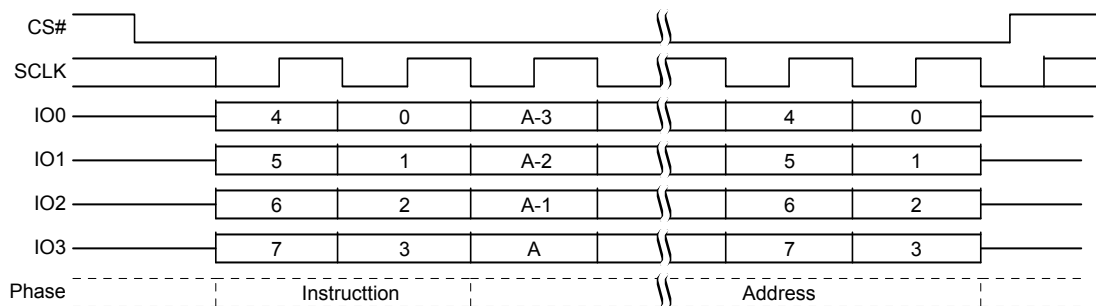 CS#
SCLK
IO0 4 0 A-3 4 0
IO1 5 1 A-2 5 1
IO2 6 2 A-1 6 2
IO3 7 3 A 7 3
Phase Instructtion Address